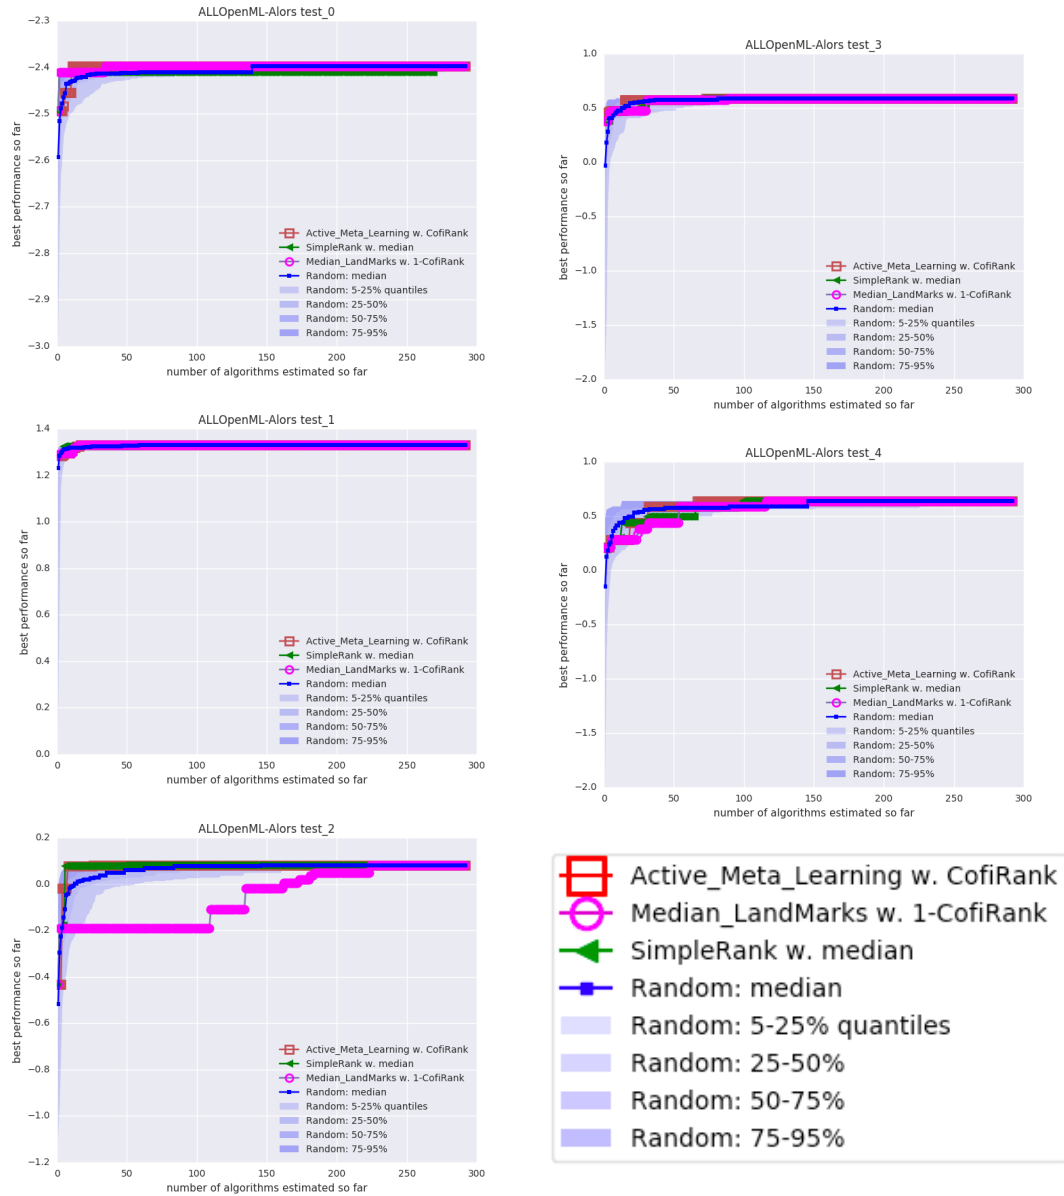 ALLOpenML-Alors test_0
best performance so far
−2.3
−2.4
−2.5
−2.6
−2.7
−2.8
−2.9
−3.0
Active_Meta_Learning w. CofiRank
SimpleRank w. median
Median_LandMarks w. 1-CofiRank
Random: median
Random: 5-25% quantiles
Random: 25-50%
Random: 50-75%
Random: 75-95%
0 50 100 150 200 250 300
number of algorithms estimated so far
ALLOpenML-Alors test_3
best performance so far
1.0
0.5
0.0
−0.5
−1.0
−1.5
−2.0
Active_Meta_Learning w. CofiRank
SimpleRank w. median
Median_LandMarks w. 1-CofiRank
Random: median
Random: 5-25% quantiles
Random: 25-50%
Random: 50-75%
Random: 75-95%
0 50 100 150 200 250 300
number of algorithms estimated so far
ALLOpenML-Alors test_1
best performance so far
1.4
1.2
1.0
0.8
0.6
0.4
0.2
0.0
Active_Meta_Learning w. CofiRank
SimpleRank w. median
Median_LandMarks w. 1-CofiRank
Random: median
Random: 5-25% quantiles
Random: 25-50%
Random: 50-75%
Random: 75-95%
0 50 100 150 200 250 300
number of algorithms estimated so far
ALLOpenML-Alors test_4
best performance so far
1.0
0.5
0.0
−0.5
−1.0
−1.5
−2.0
Active_Meta_Learning w. CofiRank
SimpleRank w. median
Median_LandMarks w. 1-CofiRank
Random: median
Random: 5-25% quantiles
Random: 25-50%
Random: 50-75%
Random: 75-95%
0 50 100 150 200 250 300
number of algorithms estimated so far
ALLOpenML-Alors test_2
best performance so far
0.2
0.0
−0.2
−0.4
−0.6
−0.8
−1.0
−1.2
Active_Meta_Learning w. CofiRank
SimpleRank w. median
Median_LandMarks w. 1-CofiRank
Random: median
Random: 5-25% quantiles
Random: 25-50%
Random: 50-75%
Random: 75-95%
0 50 100 150 200 250 300
number of algorithms estimated so far
Active_Meta_Learning w. CofiRank
Median_LandMarks w. 1-CofiRank
SimpleRank w. median
Random: median
Random: 5-25% quantiles
Random: 25-50%
Random: 50-75%
Random: 75-95%